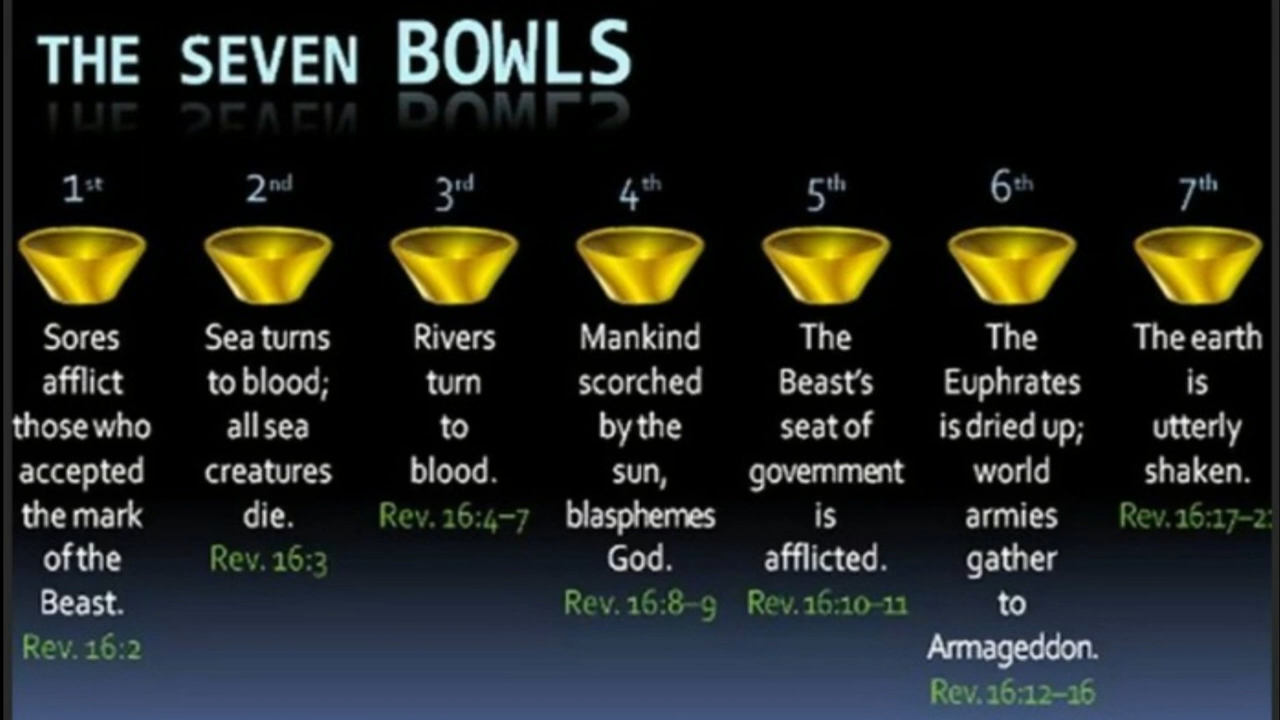 THE SEVEN BOWLS
1st
Sores
afflict
those who
accepted
the mark
of the
Beast.
Rev. 16:2
2nd
Sea turns
to blood;
all sea
creatures
die.
Rev. 16:3
3rd
Rivers
turn
to
blood.
Rev. 16:4–7
4th
Mankind
scorched
by the
sun,
blasphemes
God.
Rev. 16:8–9
5th
The
Beast’s
seat of
government
is
afflicted.
Rev. 16:10–11
6th
The
Euphrates
is dried up;
world
armies
gather
to
Armageddon.
Rev. 16:12–16
7th
The earth
is
utterly
shaken.
Rev. 16:17–2